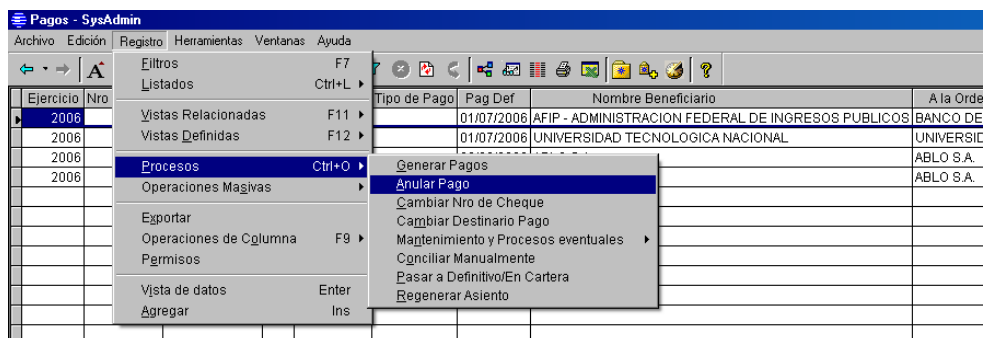 Pagos - SysAdmin
Archivo Edición Registro Herramientas Ventanas Ayuda
Ejercicio Nro Tipo de Pago Pag Def Nombre Beneficiario A la Orde
2006 01/07/2006 AFIP - ADMINISTRACION FEDERAL DE INGRESOS PUBLICOS BANCO DE
2006 01/07/2006 UNIVERSIDAD TECNOLOGICA NACIONAL UNIVERSID
2006 ABLO S.A.
2006 ABLO S.A.
Filtros F7
Listados Ctrl+L
Vistas Relacionadas F11
Vistas Definidas F12
Procesos Ctrl+O
Operaciones Masivas
Exportar
Operaciones de Columna F9
Permisos
Vista de datos Enter
Agregar Ins
Generar Pagos
Anular Pago
Cambiar Nro de Cheque
Cambiar Destinario Pago
Mantenimiento y Procesos eventuales
Conciliar Manualmente
Pasar a Definitivo/En Cartera
Regenerar Asiento